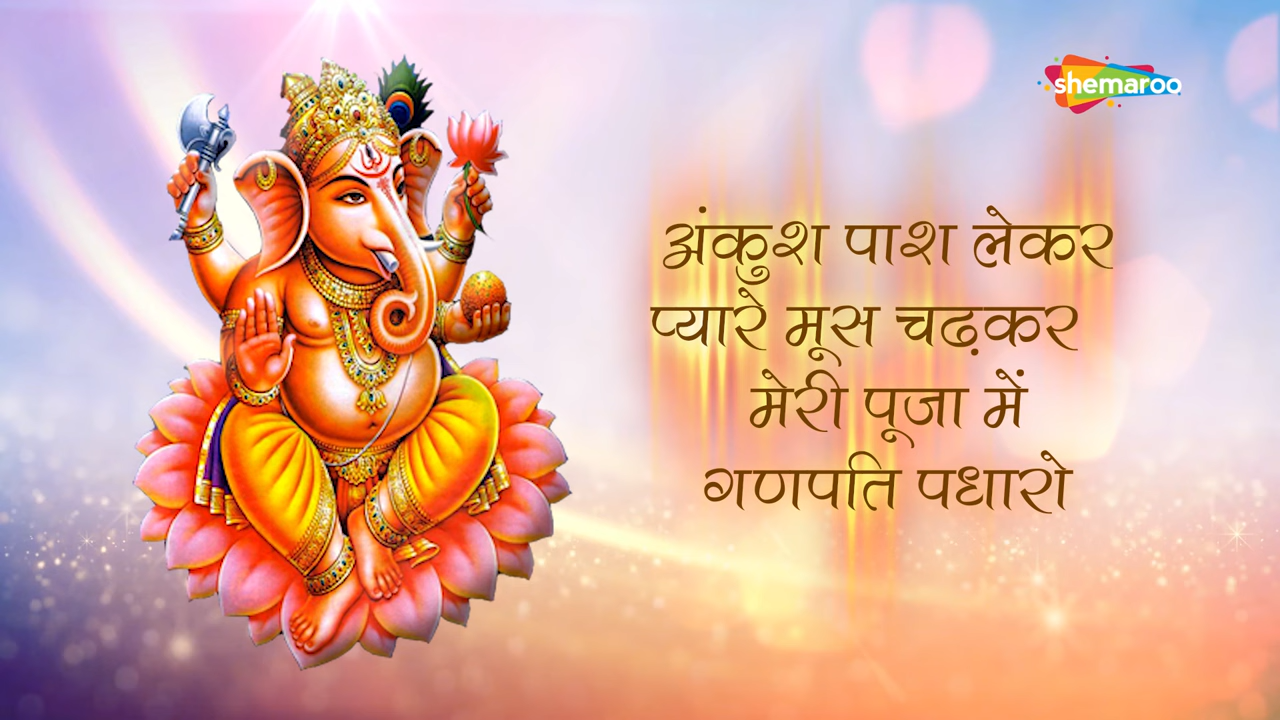 shemaroo
अंकुश पाश लेकर
प्यारे मूस चढ़कर
मेरी पूजा में
गणपति पधारो